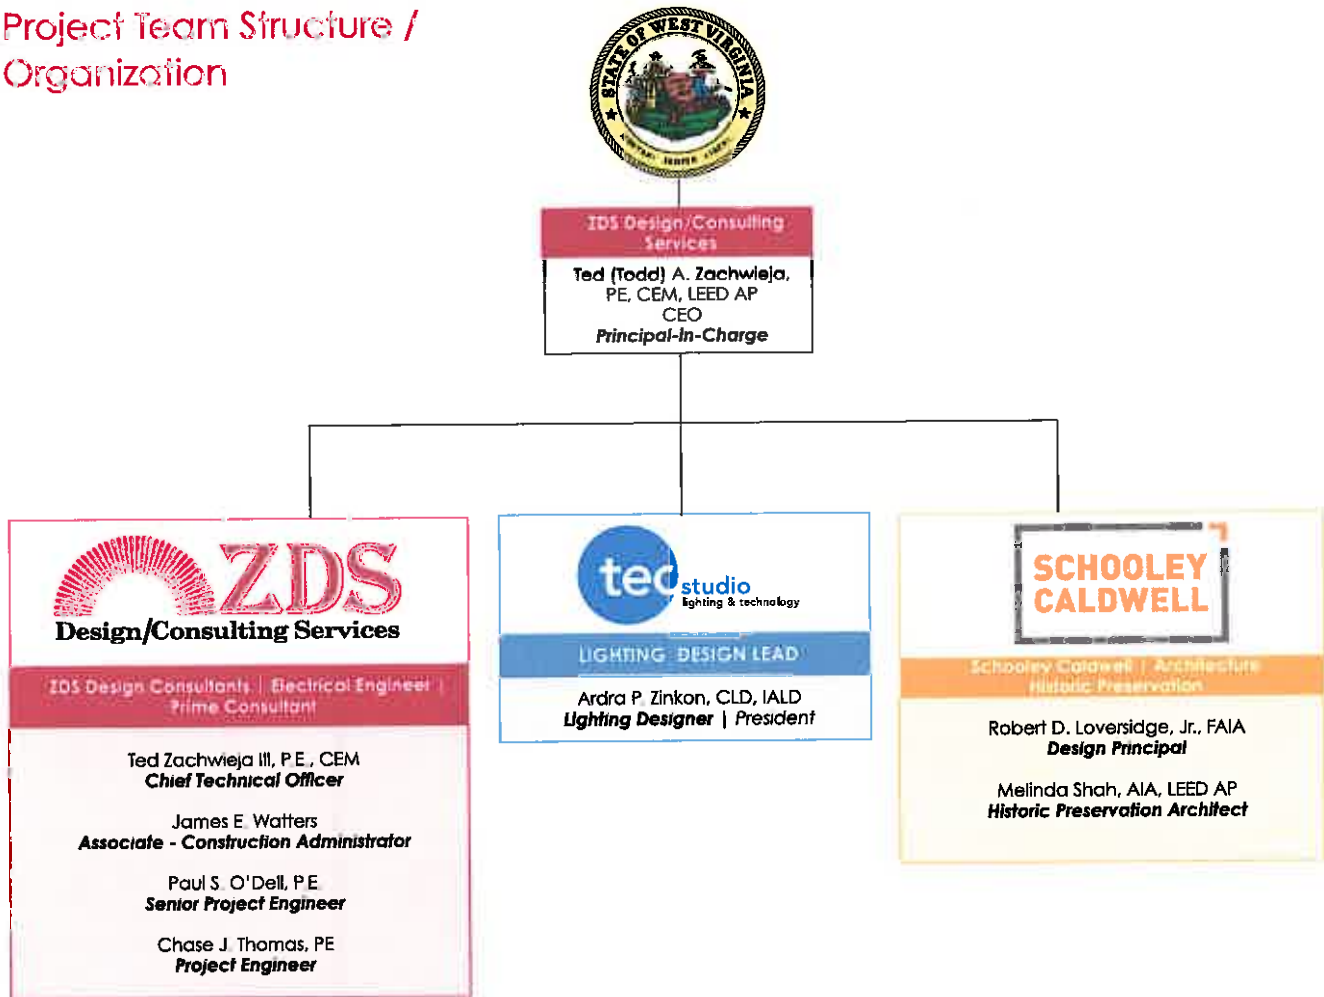 Project Team Structure /
Organization
STATE OF WEST VIRGINIA
ZDS Design/Consulting
Services
Ted (Todd) A. Zachwieja,
PE, CEM, LEED AP
CEO
Principal-in-Charge
ZDS
Design/Consulting Services
ZDS Design Consultants | Electrical Engineer |
Prime Consultant
Ted Zachwieja III, P.E., CEM
Chief Technical Officer
James E. Watters
Associate - Construction Administrator
Paul S. O'Dell, P.E.
Senior Project Engineer
Chase J. Thomas, PE
Project Engineer
tec studio
lighting & technology
LIGHTING DESIGN LEAD
Ardra P. Zinkon, CLD, IALD
Lighting Designer | President
SCHOOLEY
CALDWELL
Schooley Caldwell | Architecture
Historic Preservation
Robert D. Loversidge, Jr., FAIA
Design Principal
Melinda Shah, AIA, LEED AP
Historic Preservation Architect